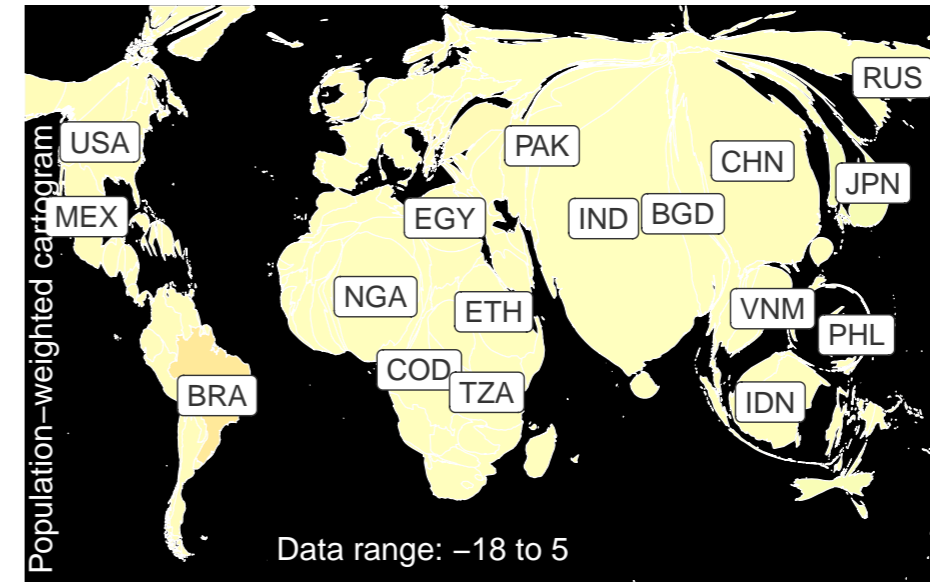 RUS
USA
PAK
CHN
JPN
MEX
EGY
IND
BGD
NGA
ETH
VNM
PHL
COD
TZA
BRA
IDN
Population−weighted cartogram
Data range: −18 to 5